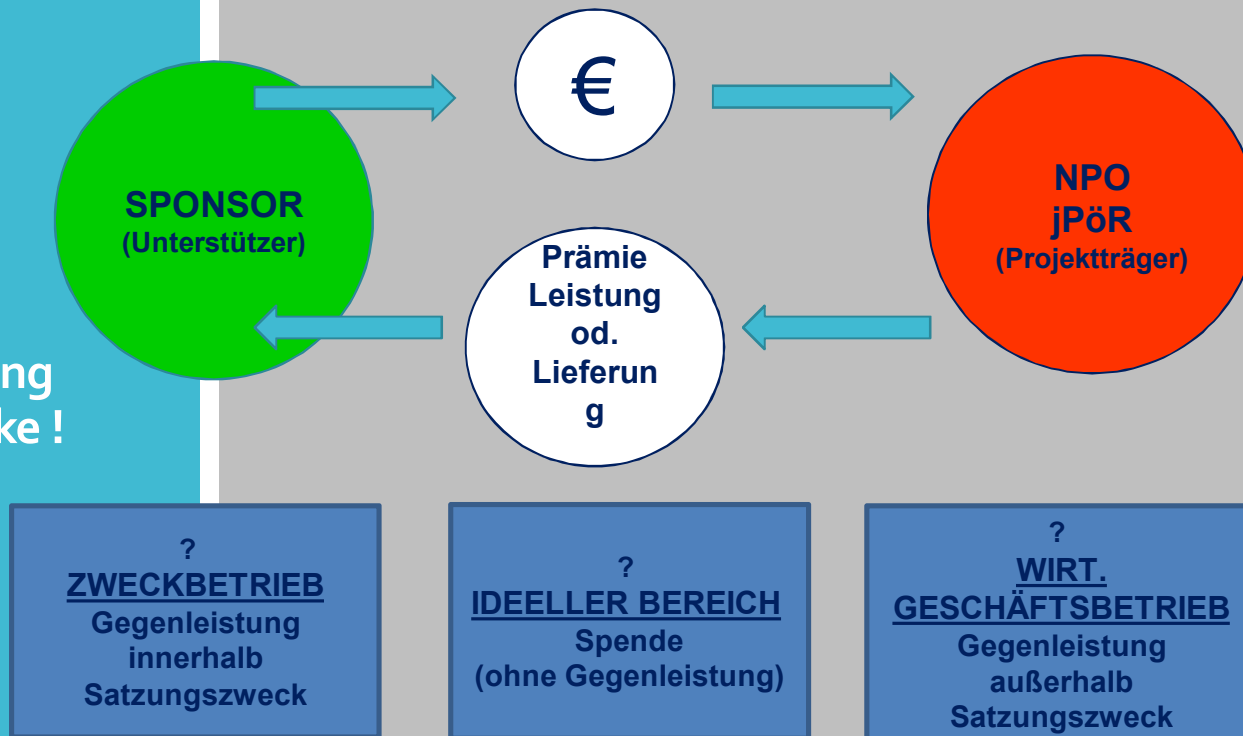 €
SPONSOR
(Unterstützer)
NPO
jPöR
(Projektträger)
Prämie
Leistung
od.
Lieferun
g
ng
ke !
?
ZWECKBETRIEB
Gegenleistung
innerhalb
Satzungszweck
?
IDEELLER BEREICH
Spende
(ohne Gegenleistung)
?
WIRT.
GESCHÄFTSBETRIEB
Gegenleistung
außerhalb
Satzungszweck